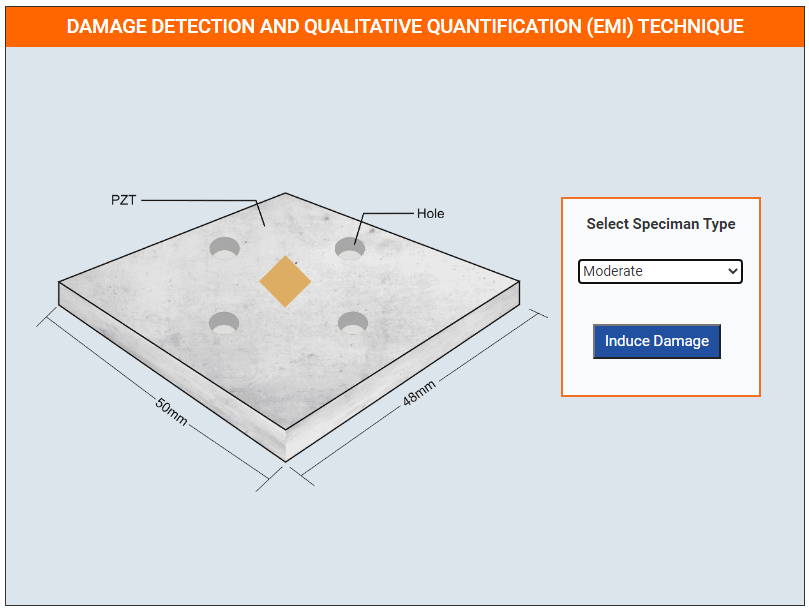 DAMAGE DETECTION AND QUALITATIVE QUANTIFICATION (EMI) TECHNIQUE
PZT
Hole
Select Speciman Type
Moderate
Induce Damage
50mm
48mm